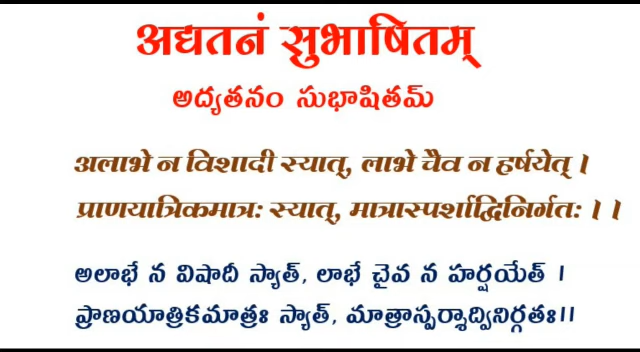 अद्यतनं सुभाषितम्
అద్యతనం సుభాషితమ్
अलाभे न विशादी स्यात्, लाभे चैव न हर्षयेत् ।
प्राणयात्रिकमात्रः स्यात्, मात्रास्पर्शाद्विनिर्गतः ।।
అలాభే న విషాదీ స్యాత్, లాభే చైవ న హర్షయేత్ ।
ప్రాణయాత్రికమాత్రః స్యాత్, మాత్రాస్పర్శాద్వినిర్గతః।।